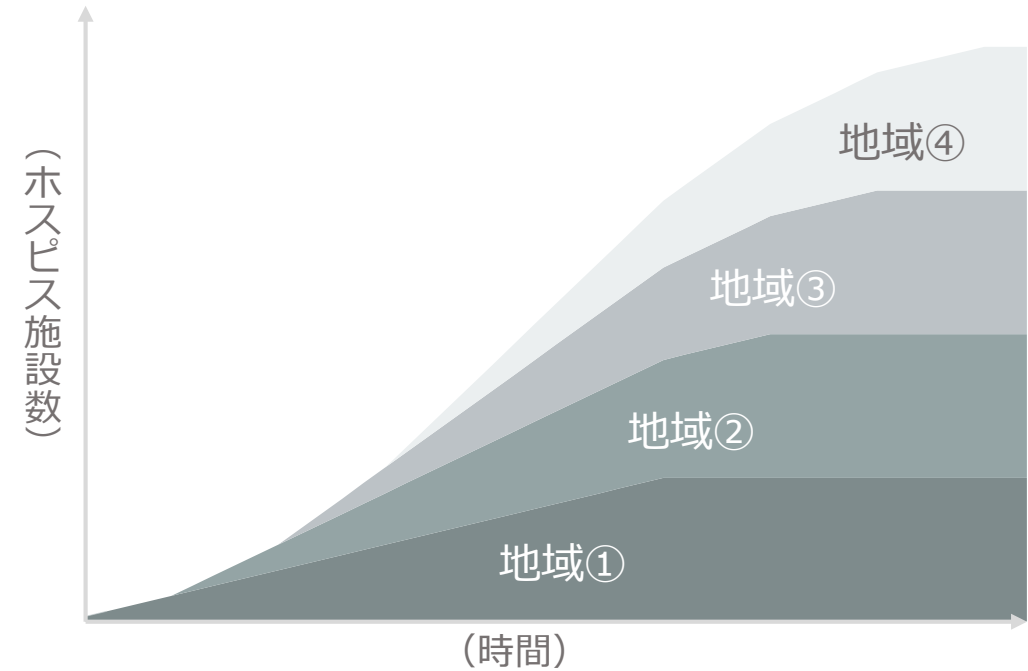 （ホスピス施設数）
地域④
地域③
地域②
地域①
（時間）